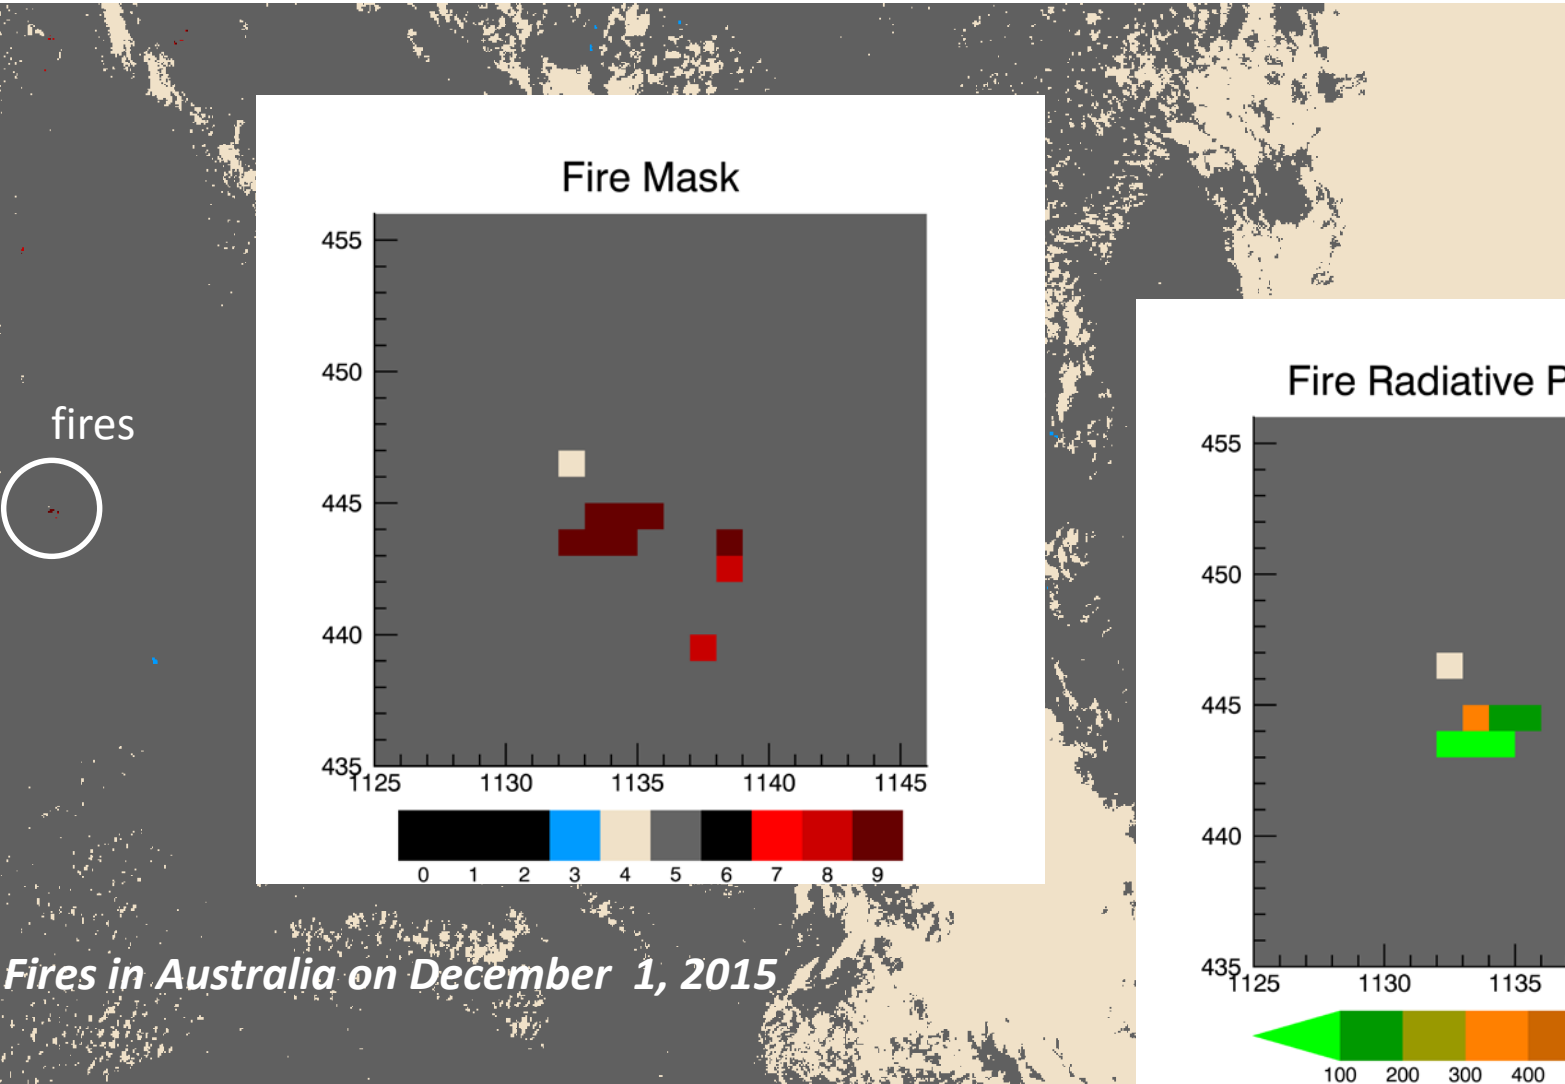 Fire Mask
455
450
445
440
435
1125 1130 1135 1140 1145
0 1 2 3 4 5 6 7 8 9
fires
Fire Radiative P
455
450
445
440
435
1125 1130 1135
100 200 300 400
Fires in Australia on December 1, 2015